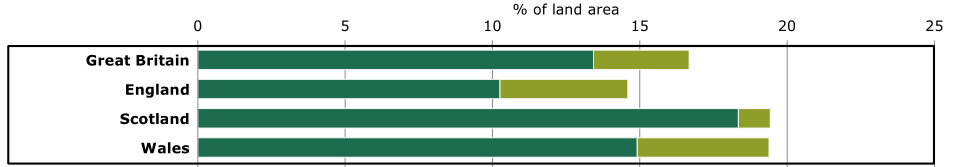 % of land area
0 5 10 15 20 25
Great Britain
England
Scotland
Wales